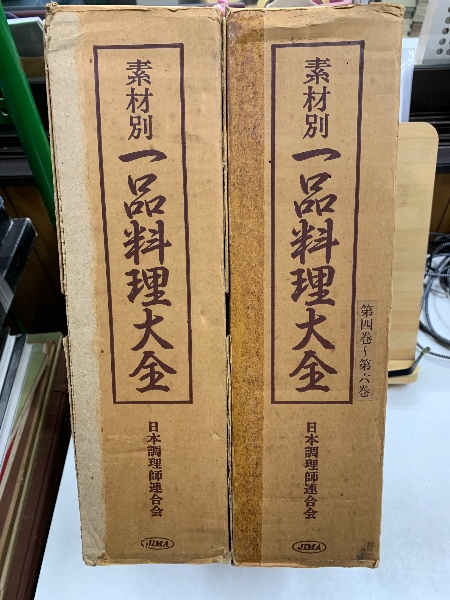 素材別
一品料理大全
日本調理師連合会
JIMA
素材別
一品料理大全
第四巻～第六巻
日本調理師連合会
JIMA